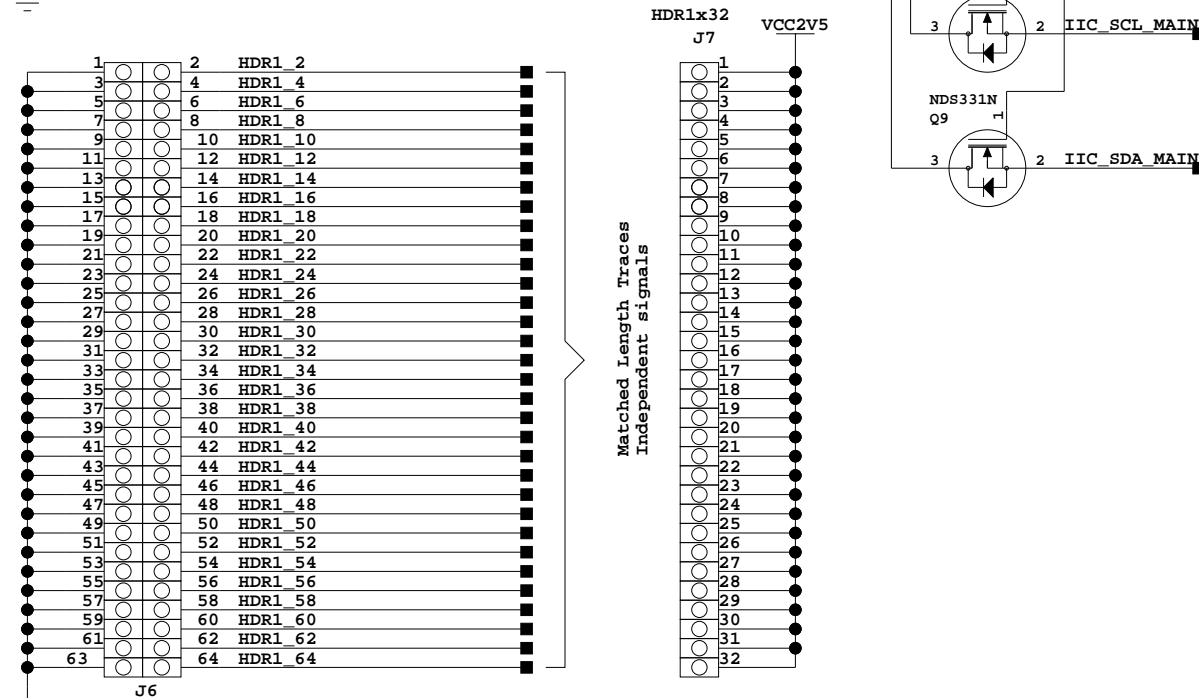 HDR1x32
J7
VCC2V5
3
2
IIC_SCL_MAIN
NDS331N
Q9
1
3
2
IIC_SDA_MAIN
1 2 HDR1_2
3 4 HDR1_4
5 6 HDR1_6
7 8 HDR1_8
9 10 HDR1_10
11 12 HDR1_12
13 14 HDR1_14
15 16 HDR1_16
17 18 HDR1_18
19 20 HDR1_20
21 22 HDR1_22
23 24 HDR1_24
25 26 HDR1_26
27 28 HDR1_28
29 30 HDR1_30
31 32 HDR1_32
33 34 HDR1_34
35 36 HDR1_36
37 38 HDR1_38
39 40 HDR1_40
41 42 HDR1_42
43 44 HDR1_44
45 46 HDR1_46
47 48 HDR1_48
49 50 HDR1_50
51 52 HDR1_52
53 54 HDR1_54
55 56 HDR1_56
57 58 HDR1_58
59 60 HDR1_60
61 62 HDR1_62
63 64 HDR1_64
J6
Matched Length Traces
Independent signals
1
2
3
4
5
6
7
8
9
10
11
12
13
14
15
16
17
18
19
20
21
22
23
24
25
26
27
28
29
30
31
32